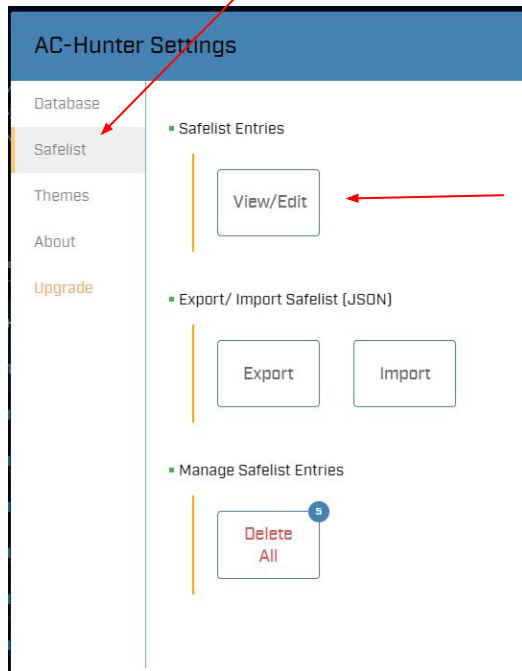 AC-Hunter Settings
Database
Safelist
Themes
About
Upgrade
Safelist Entries
View/Edit
Export/ Import Safelist (JSON)
Export
Import
Manage Safelist Entries
5
Delete
All